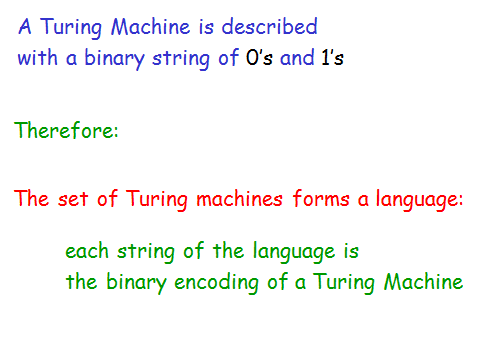 A Turing Machine is described
with a binary string of 0's and 1's
Therefore:
The set of Turing machines forms a language:
each string of the language is
the binary encoding of a Turing Machine